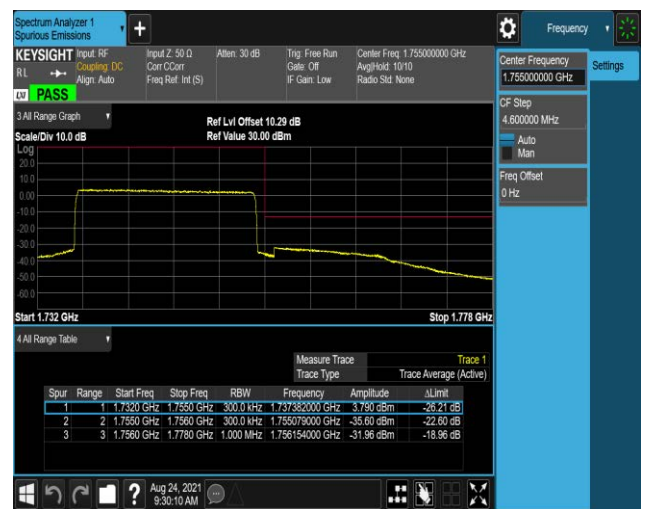 Spectrum Analyzer 1
Spurious Emissions
Frequency
KEYSIGHT
RL
Input: RF
Coupling: DC
Align: Auto
Input Z: 50 Ω
Corr CCorr
Freq Ref: Int (S)
Atten: 30 dB
Trig: Free Run
Gate: Off
IF Gain: Low
Center Freq: 1.755000000 GHz
Avg|Hold: 10/10
Radio Std: None
LXI PASS
Center Frequency
1.755000000 GHz
Settings
CF Step
4.600000 MHz
Auto
Man
Freq Offset
0 Hz
3 All Range Graph
Scale/Div 10.0 dB
Ref Lvl Offset 10.29 dB
Ref Value 30.00 dBm
Log
20.0
10.0
0.00
-10.0
-20.0
-30.0
-40.0
-50.0
-60.0
Start 1.732 GHz
Stop 1.778 GHz
4 All Range Table
Measure Trace Trace 1
Trace Type Trace Average (Active)
Spur Range Start Freq Stop Freq RBW Frequency Amplitude ΔLimit
1 1 1.7320 GHz 1.7550 GHz 300.0 kHz 1.737382000 GHz 3.790 dBm -26.21 dB
2 2 1.7550 GHz 1.7560 GHz 300.0 kHz 1.755079000 GHz -35.60 dBm -22.60 dB
3 3 1.7560 GHz 1.7780 GHz 1.000 MHz 1.756154000 GHz -31.96 dBm -18.96 dB
?
Aug 24, 2021
9:30:10 AM